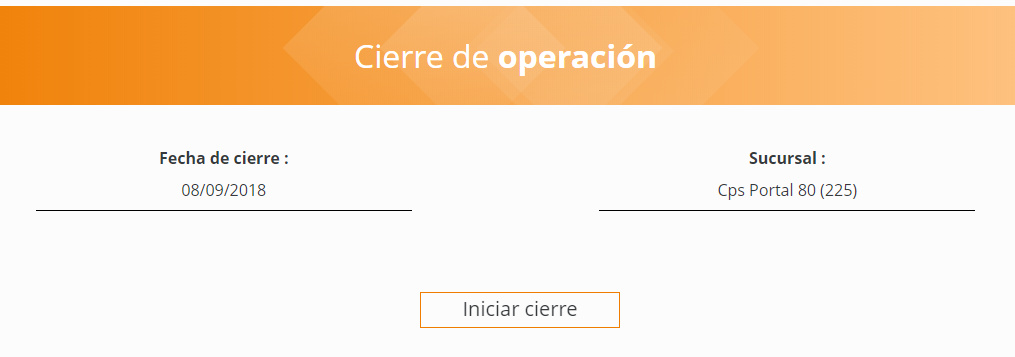 Cierre de operación
Fecha de cierre :
08/09/2018
Sucursal :
Cps Portal 80 (225)
Iniciar cierre